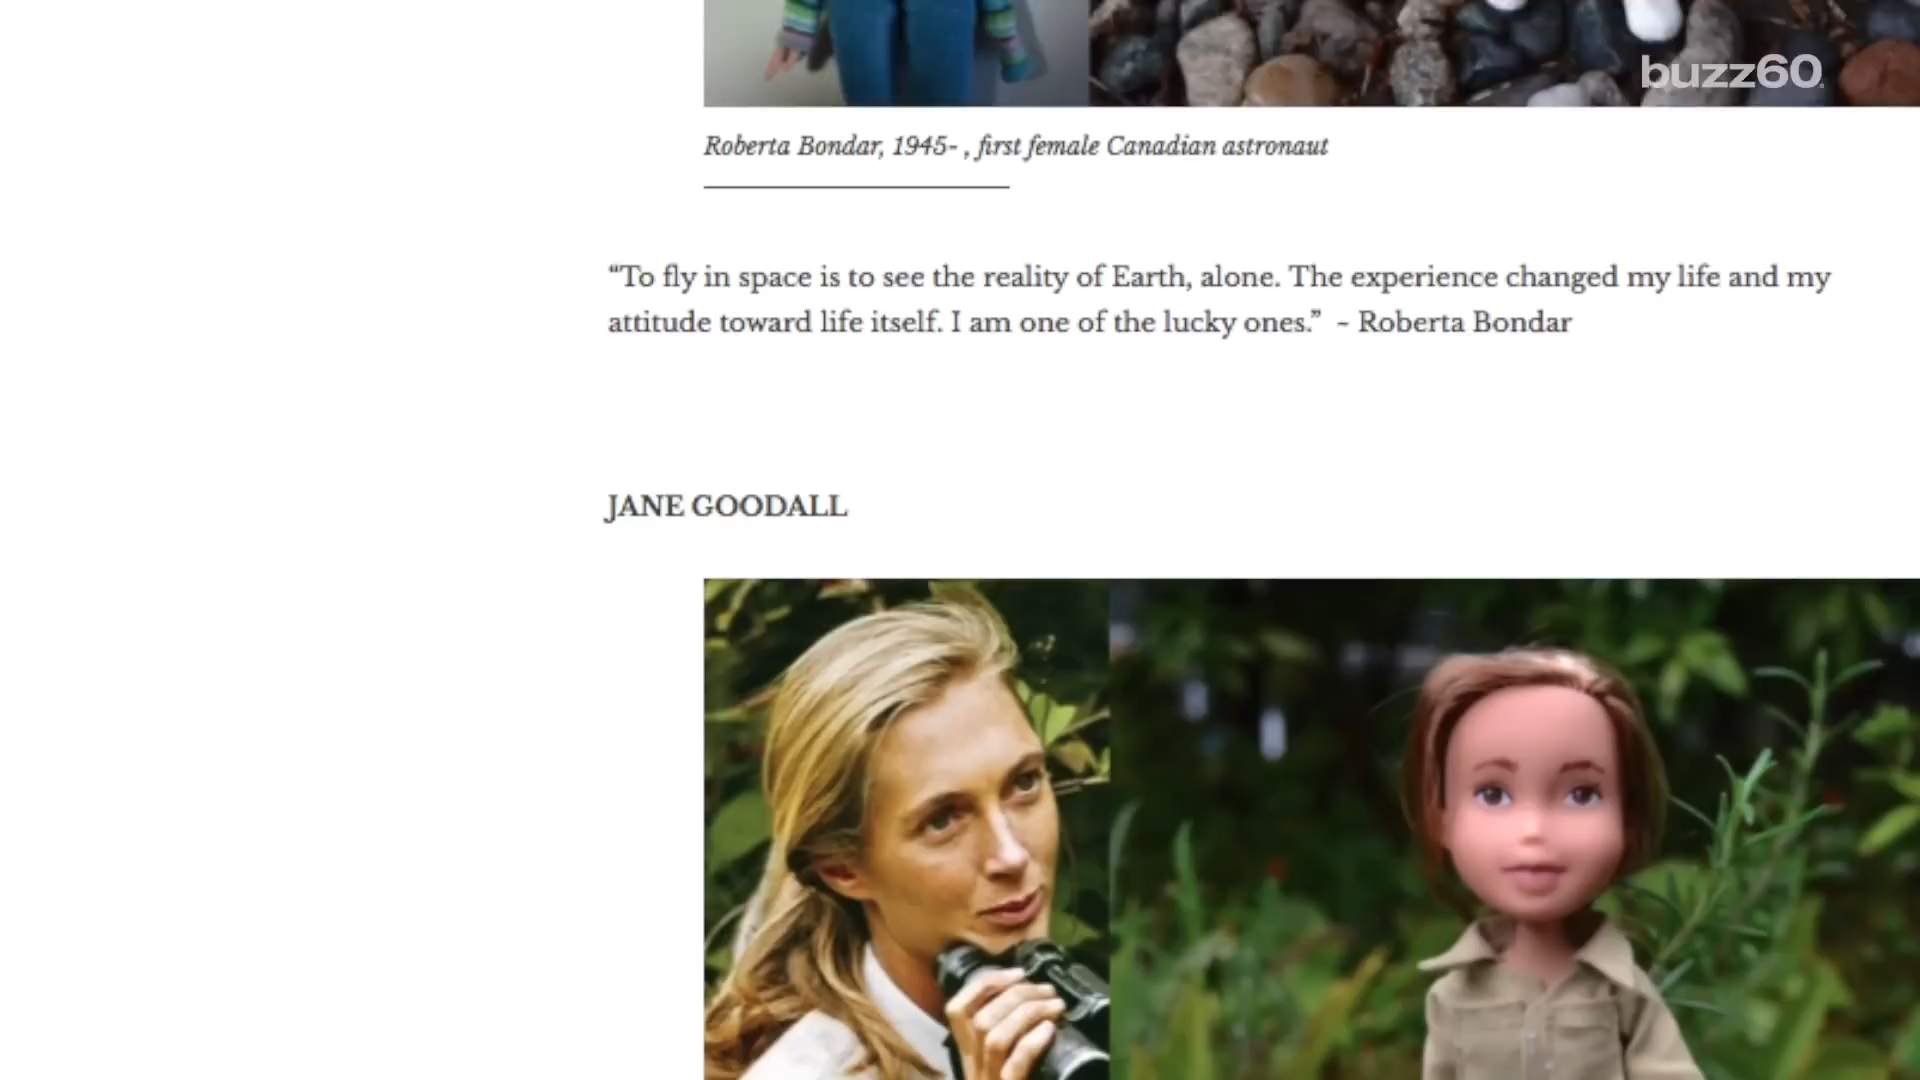 buzz60
Roberta Bondar, 1945- , first female Canadian astronaut
“To fly in space is to see the reality of Earth, alone. The experience changed my life and my
attitude toward life itself. I am one of the lucky ones.” ~ Roberta Bondar
JANE GOODALL